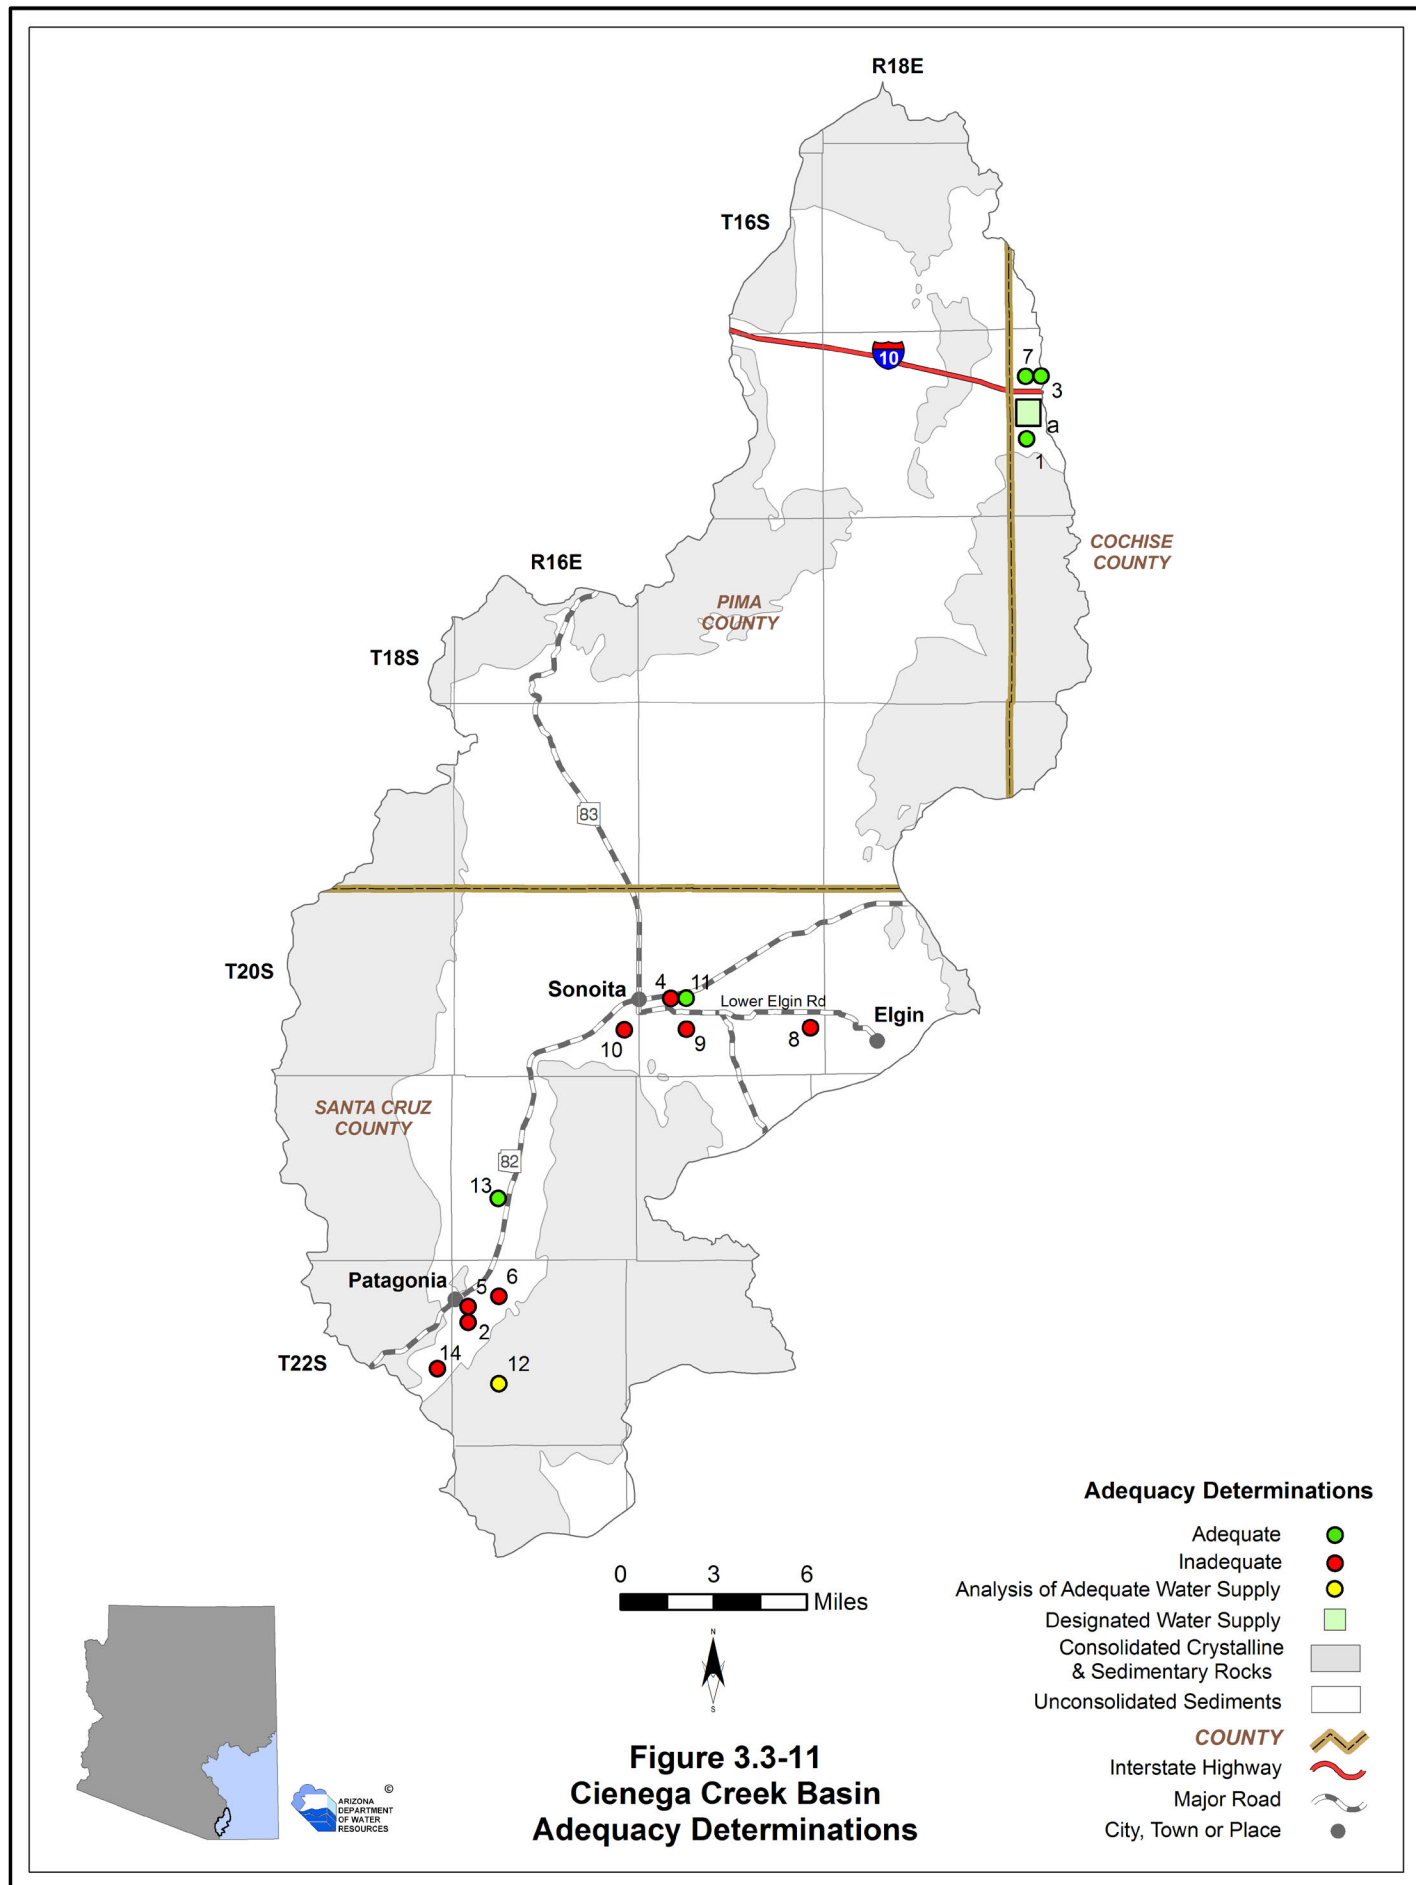 R18E
T16S
10
7
3
a
1
COCHISE
COUNTY
R16E
PIMA
COUNTY
T18S
83
T20S
Sonoita
4
11
Lower Elgin Rd
Elgin
10
9
8
SANTA CRUZ
COUNTY
82
13
Patagonia
5
6
2
T22S
14
12
Adequacy Determinations
Adequate
Inadequate
Analysis of Adequate Water Supply
Designated Water Supply
Consolidated Crystalline
& Sedimentary Rocks
Unconsolidated Sediments
COUNTY
Interstate Highway
Major Road
City, Town or Place
0 3 6
Miles
N
S
Figure 3.3-11
Cienega Creek Basin
Adequacy Determinations
©
ARIZONA
DEPARTMENT
OF WATER
RESOURCES